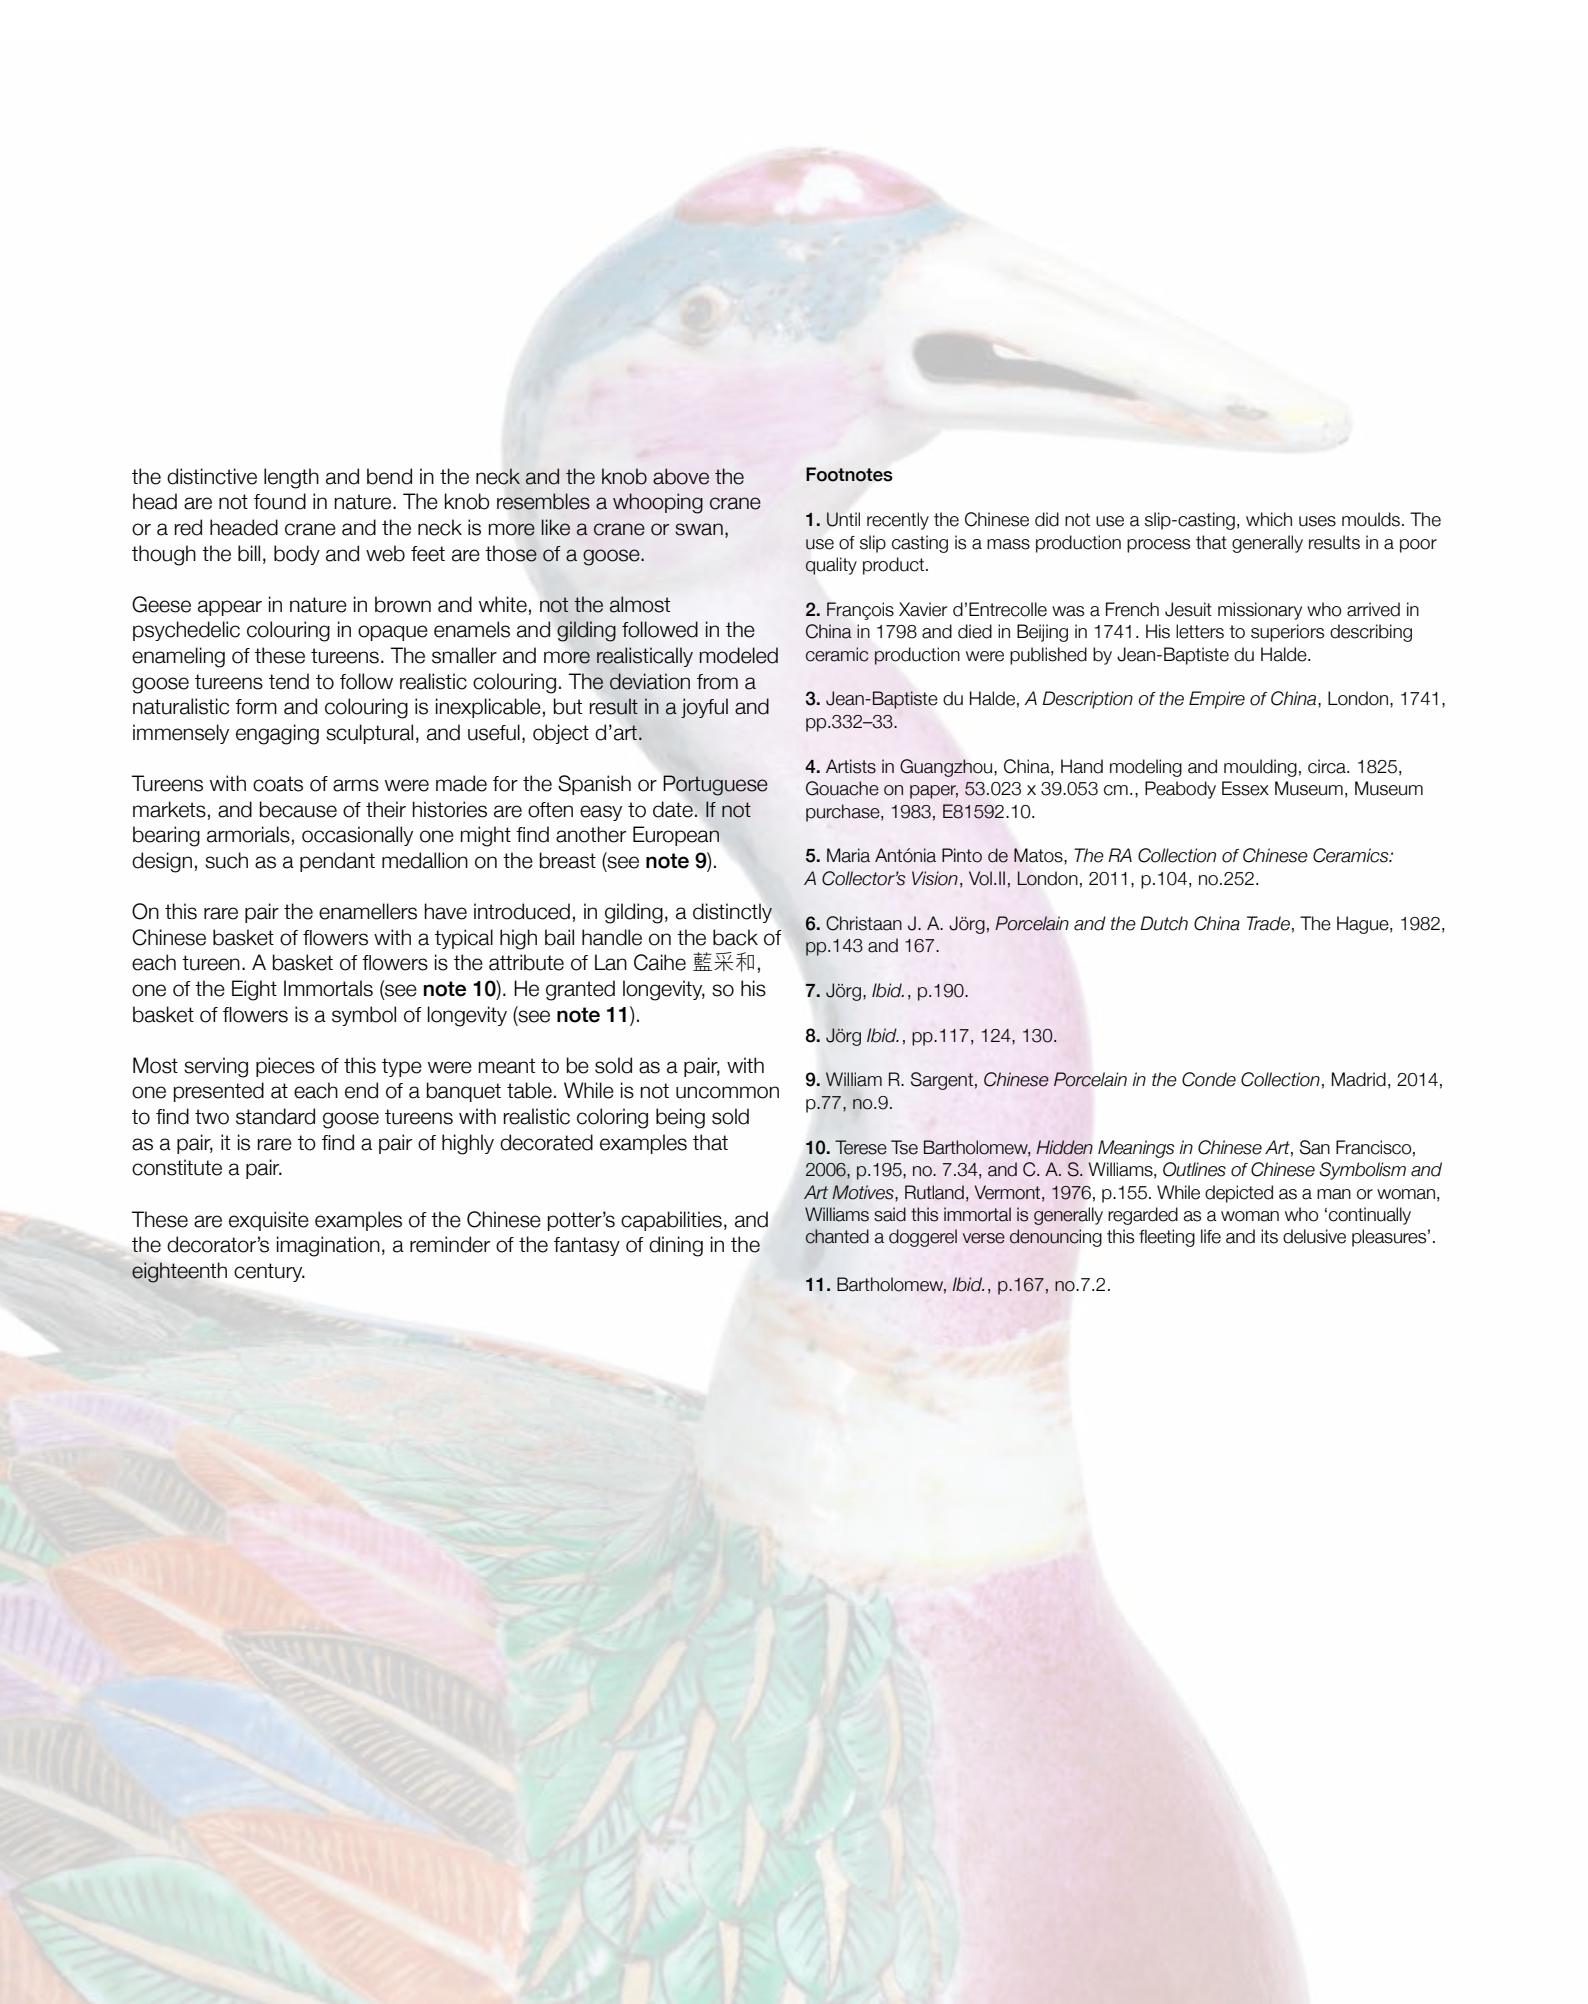 the distinctive length and bend in the neck and the knob above the
head are not found in nature. The knob resembles a whooping crane
or a red headed crane and the neck is more like a crane or swan,
though the bill, body and web feet are those of a goose.
Geese appear in nature in brown and white, not the almost
psychedelic colouring in opaque enamels and gilding followed in the
enameling of these tureens. The smaller and more realistically modeled
goose tureens tend to follow realistic colouring. The deviation from a
naturalistic form and colouring is inexplicable, but result in a joyful and
immensely engaging sculptural, and useful, object d'art.
Tureens with coats of arms were made for the Spanish or Portuguese
markets, and because of their histories are often easy to date. If not
bearing armorials, occasionally one might find another European
design, such as a pendant medallion on the breast (see note 9).
On this rare pair the enamellers have introduced, in gilding, a distinctly
Chinese basket of flowers with a typical high bail handle on the back of
each tureen. A basket of flowers is the attribute of Lan Caihe 藍采和,
one of the Eight Immortals (see note 10). He granted longevity, so his
basket of flowers is a symbol of longevity (see note 11).
Most serving pieces of this type were meant to be sold as a pair, with
one presented at each end of a banquet table. While is not uncommon
to find two standard goose tureens with realistic coloring being sold
as a pair, it is rare to find a pair of highly decorated examples that
constitute a pair.
These are exquisite examples of the Chinese potter's capabilities, and
the decorator's imagination, a reminder of the fantasy of dining in the
eighteenth century.
Footnotes
1. Until recently the Chinese did not use a slip-casting, which uses moulds. The
use of slip casting is a mass production process that generally results in a poor
quality product.
2. François Xavier d'Entrecolle was a French Jesuit missionary who arrived in
China in 1798 and died in Beijing in 1741. His letters to superiors describing
ceramic production were published by Jean-Baptiste du Halde.
3. Jean-Baptiste du Halde, A Description of the Empire of China, London, 1741,
pp.332–33.
4. Artists in Guangzhou, China, Hand modeling and moulding, circa. 1825,
Gouache on paper, 53.023 x 39.053 cm., Peabody Essex Museum, Museum
purchase, 1983, E81592.10.
5. Maria Antónia Pinto de Matos, The RA Collection of Chinese Ceramics:
A Collector's Vision, Vol.II, London, 2011, p.104, no.252.
6. Christaan J. A. Jörg, Porcelain and the Dutch China Trade, The Hague, 1982,
pp.143 and 167.
7. Jörg, Ibid., p.190.
8. Jörg Ibid., pp.117, 124, 130.
9. William R. Sargent, Chinese Porcelain in the Conde Collection, Madrid, 2014,
p.77, no.9.
10. Terese Tse Bartholomew, Hidden Meanings in Chinese Art, San Francisco,
2006, p.195, no. 7.34, and C. A. S. Williams, Outlines of Chinese Symbolism and
Art Motives, Rutland, Vermont, 1976, p.155. While depicted as a man or woman,
Williams said this immortal is generally regarded as a woman who 'continually
chanted a doggerel verse denouncing this fleeting life and its delusive pleasures'.
11. Bartholomew, Ibid., p.167, no.7.2.